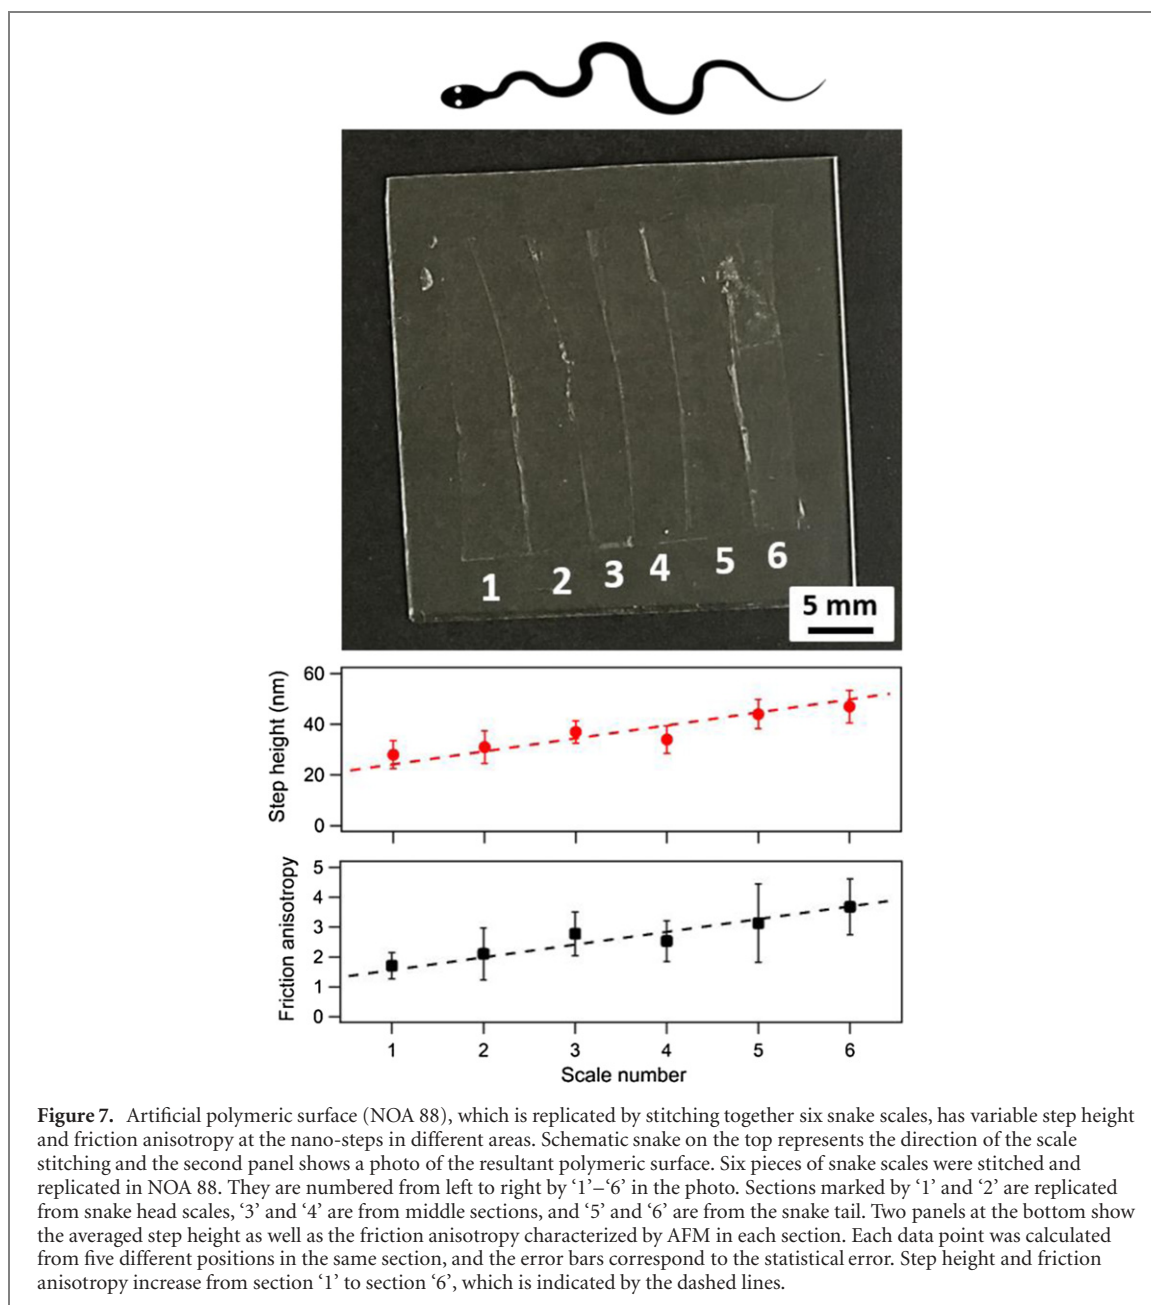 1 2 3 4 5 6
5 mm
Step height (nm)
60
40
20
0
Friction anisotropy
5
4
3
2
1
0
1 2 3 4 5 6
Scale number
Figure 7. Artificial polymeric surface (NOA 88), which is replicated by stitching together six snake scales, has variable step height
and friction anisotropy at the nano-steps in different areas. Schematic snake on the top represents the direction of the scale
stitching and the second panel shows a photo of the resultant polymeric surface. Six pieces of snake scales were stitched and
replicated in NOA 88. They are numbered from left to right by ‘1’–‘6’ in the photo. Sections marked by ‘1’ and ‘2’ are replicated
from snake head scales, ‘3’ and ‘4’ are from middle sections, and ‘5’ and ‘6’ are from the snake tail. Two panels at the bottom show
the averaged step height as well as the friction anisotropy characterized by AFM in each section. Each data point was calculated
from five different positions in the same section, and the error bars correspond to the statistical error. Step height and friction
anisotropy increase from section ‘1’ to section ‘6’, which is indicated by the dashed lines.